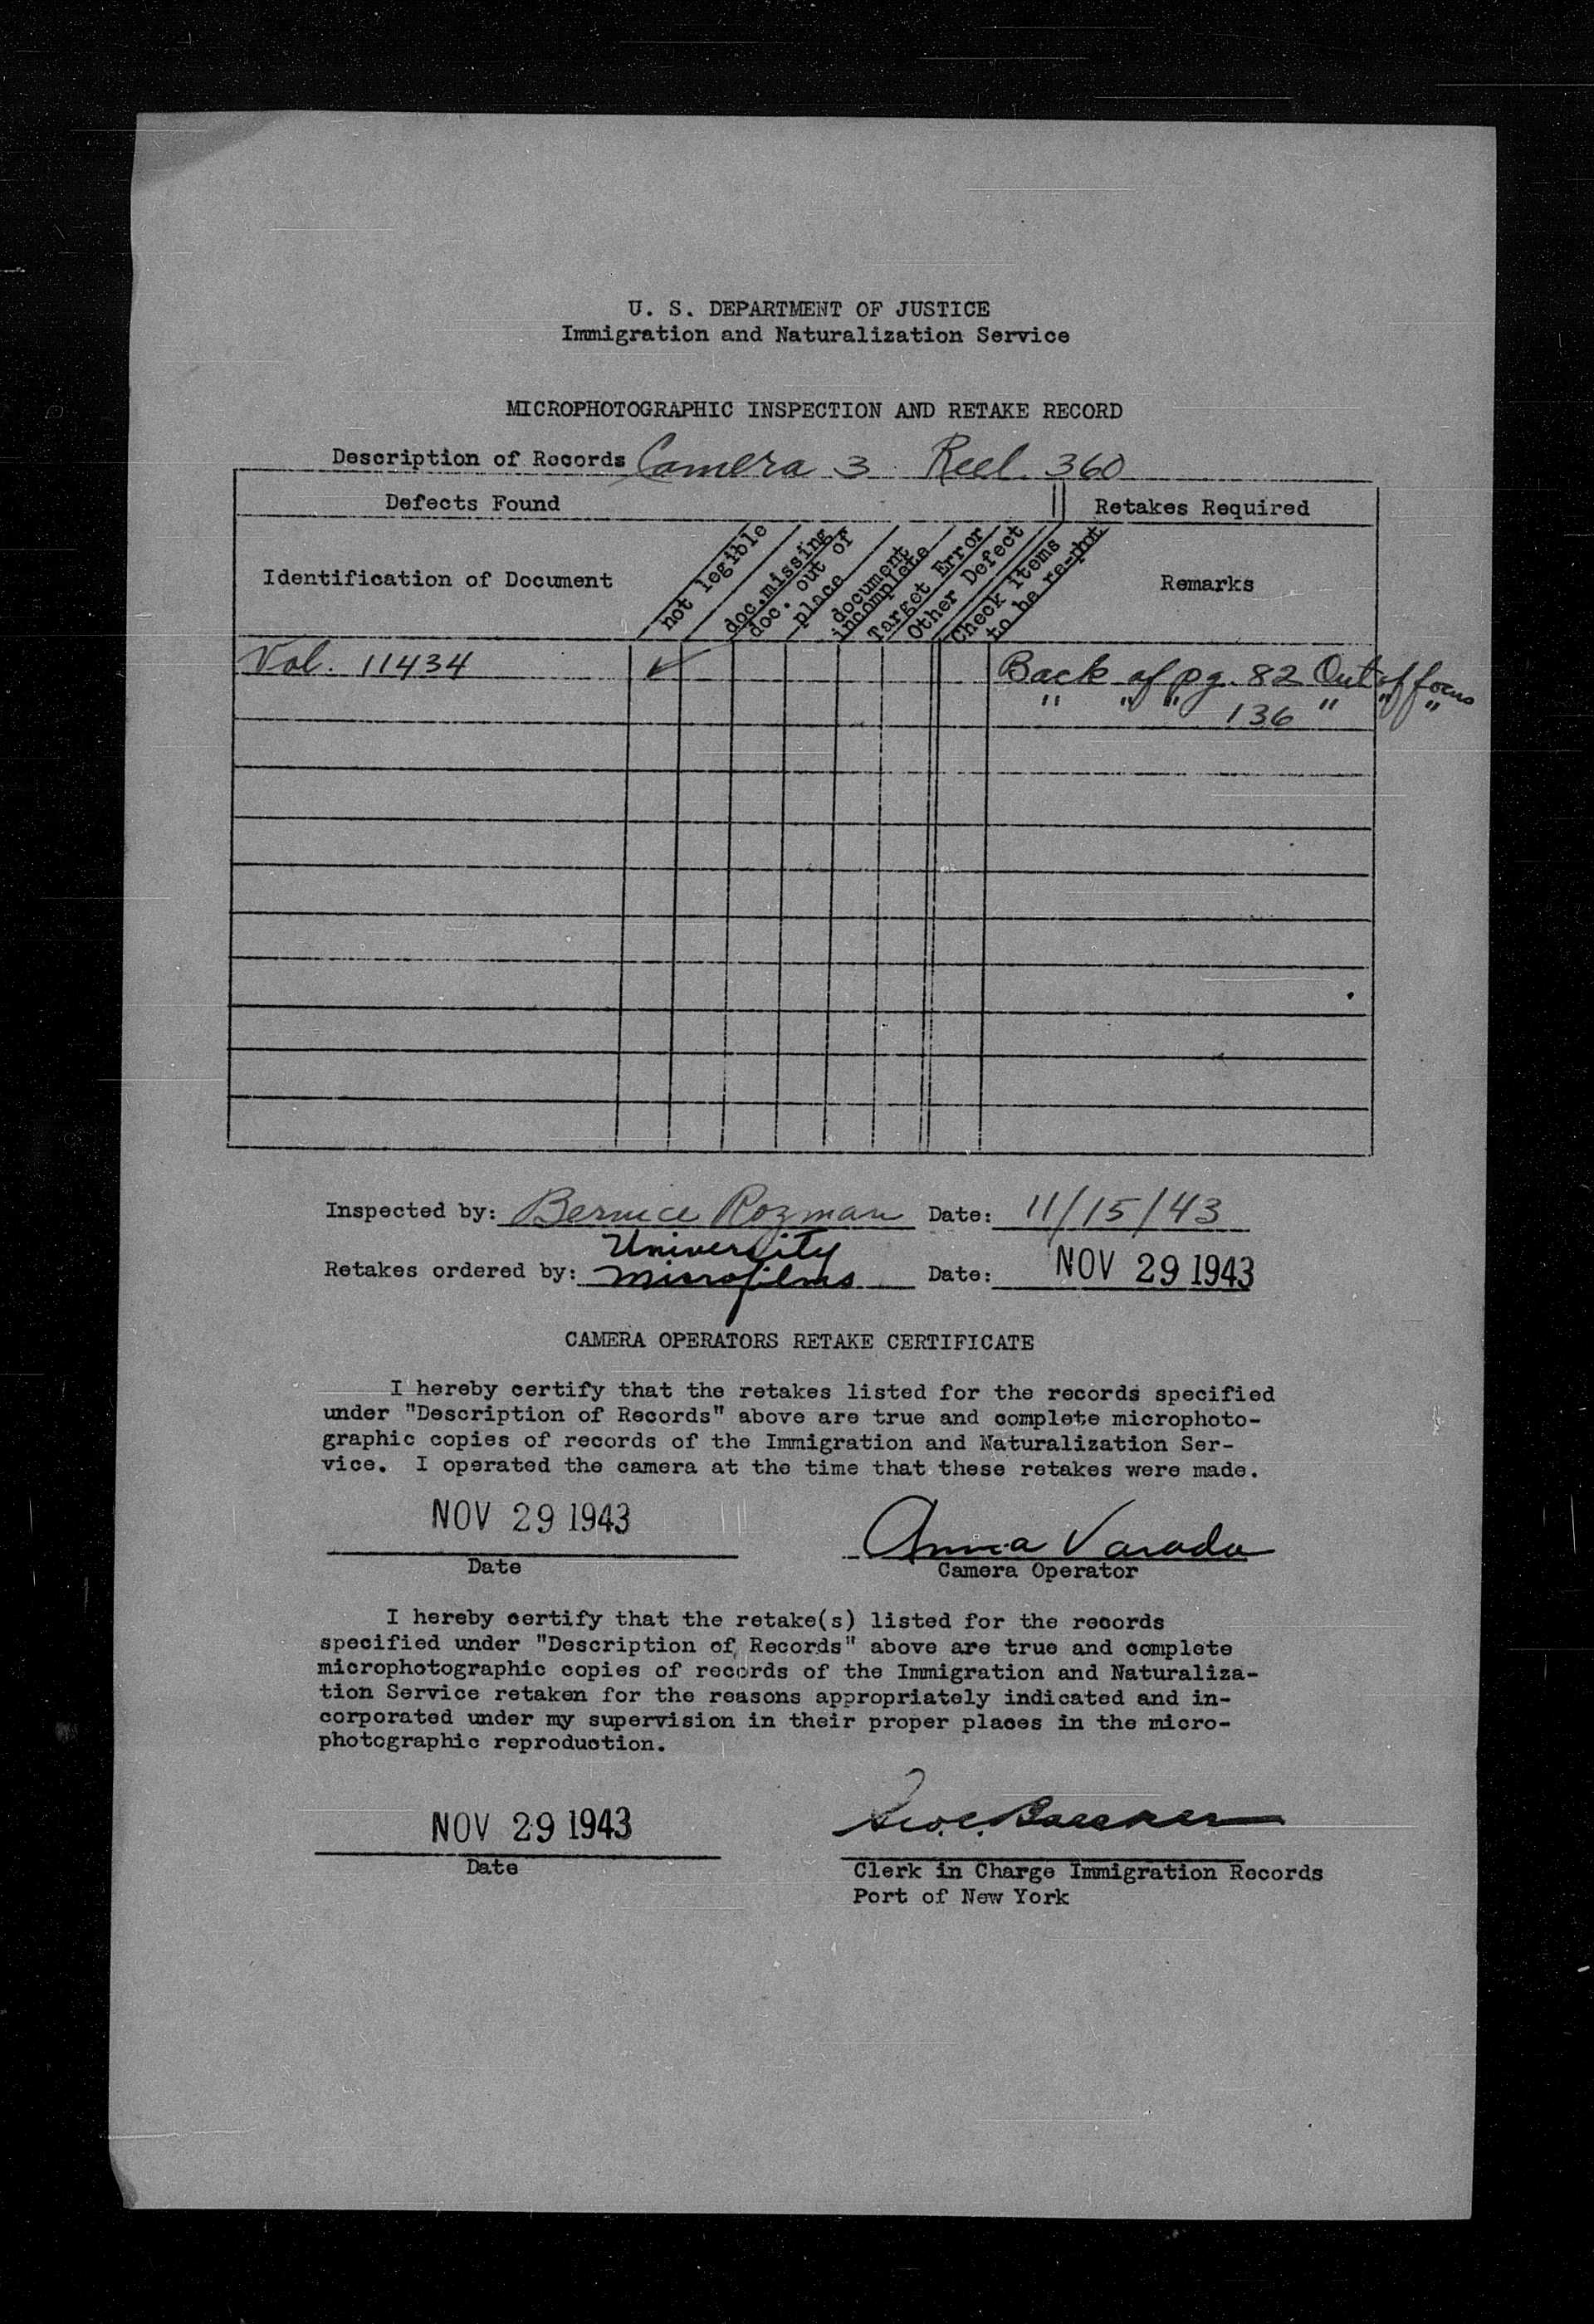 U. S. DEPARTMENT OF JUSTICE
Immigration and Naturalization Service
MICROPHOTOGRAPHIC INSPECTION AND RETAKE RECORD
Description of Records Camera 3 Reel 360
Defects Found
Retakes Required
Identification of Document
not legible
doc. missing
doc. out of
place
document
incomplete
Target Error
Other Defect
Check items
to be re-phot
Remarks
Vol. 11434 ✓ Back of pg. 82 Out of focus
" " " 136 " " "
Inspected by: Bernice Rozman Date: 11/15/43
University
Retakes ordered by: Microfilms Date: NOV 29 1943
CAMERA OPERATORS RETAKE CERTIFICATE
I hereby certify that the retakes listed for the records specified
under "Description of Records" above are true and complete microphoto-
graphic copies of records of the Immigration and Naturalization Ser-
vice. I operated the camera at the time that these retakes were made.
NOV 29 1943
Anna Varada
Date
Camera Operator
I hereby certify that the retake(s) listed for the records
specified under "Description of Records" above are true and complete
microphotographic copies of records of the Immigration and Naturaliza-
tion Service retaken for the reasons appropriately indicated and in-
corporated under my supervision in their proper places in the micro-
photographic reproduction.
NOV 29 1943
Date
Clerk in Charge Immigration Records
Port of New York